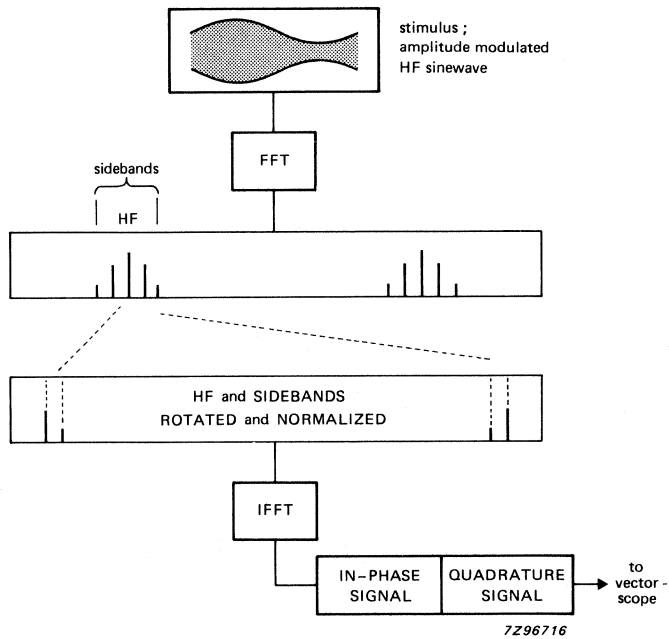 stimulus ;
amplitude modulated
HF sinewave
FFT
sidebands
HF
HF and SIDEBANDS
ROTATED and NORMALIZED
IFFT
IN-PHASE
SIGNAL
QUADRATURE
SIGNAL
to
vector-
scope
7Z96716